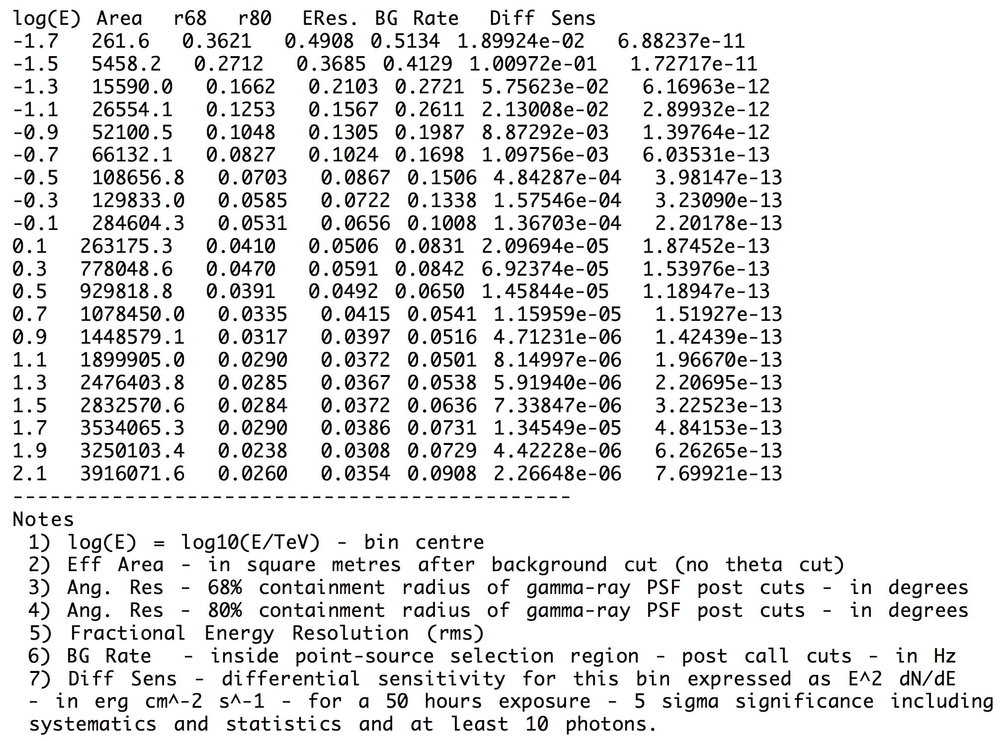 log(E) Area r68 r80 ERes. BG Rate Diff Sens
-1.7 261.6 0.3621 0.4908 0.5134 1.89924e-02 6.88237e-11
-1.5 5458.2 0.2712 0.3685 0.4129 1.00972e-01 1.72717e-11
-1.3 15590.0 0.1662 0.2103 0.2721 5.75623e-02 6.16963e-12
-1.1 26554.1 0.1253 0.1567 0.2611 2.13008e-02 2.89932e-12
-0.9 52100.5 0.1048 0.1305 0.1987 8.87292e-03 1.39764e-12
-0.7 66132.1 0.0827 0.1024 0.1698 1.09756e-03 6.03531e-13
-0.5 108656.8 0.0703 0.0867 0.1506 4.84287e-04 3.98147e-13
-0.3 129833.0 0.0585 0.0722 0.1338 1.57546e-04 3.23090e-13
-0.1 284604.3 0.0531 0.0656 0.1008 1.36703e-04 2.20178e-13
0.1 263175.3 0.0410 0.0506 0.0831 2.09694e-05 1.87452e-13
0.3 778048.6 0.0470 0.0591 0.0842 6.92374e-05 1.53976e-13
0.5 929818.8 0.0391 0.0492 0.0650 1.45844e-05 1.18947e-13
0.7 1078450.0 0.0335 0.0415 0.0541 1.15959e-05 1.51927e-13
0.9 1448579.1 0.0317 0.0397 0.0516 4.71231e-06 1.42439e-13
1.1 1899905.0 0.0290 0.0372 0.0501 8.14997e-06 1.96670e-13
1.3 2476403.8 0.0285 0.0367 0.0538 5.91940e-06 2.20695e-13
1.5 2832570.6 0.0284 0.0372 0.0636 7.33847e-06 3.22523e-13
1.7 3534065.3 0.0290 0.0386 0.0731 1.34549e-05 4.84153e-13
1.9 3250103.4 0.0238 0.0308 0.0729 4.42228e-06 6.26265e-13
2.1 3916071.6 0.0260 0.0354 0.0908 2.26648e-06 7.69921e-13
----------------------------------------------
Notes
1) log(E) = log10(E/TeV) - bin centre
2) Eff Area - in square metres after background cut (no theta cut)
3) Ang. Res - 68% containment radius of gamma-ray PSF post cuts - in degrees
4) Ang. Res - 80% containment radius of gamma-ray PSF post cuts - in degrees
5) Fractional Energy Resolution (rms)
6) BG Rate - inside point-source selection region - post call cuts - in Hz
7) Diff Sens - differential sensitivity for this bin expressed as E^2 dN/dE
- in erg cm^-2 s^-1 - for a 50 hours exposure - 5 sigma significance including
systematics and statistics and at least 10 photons.